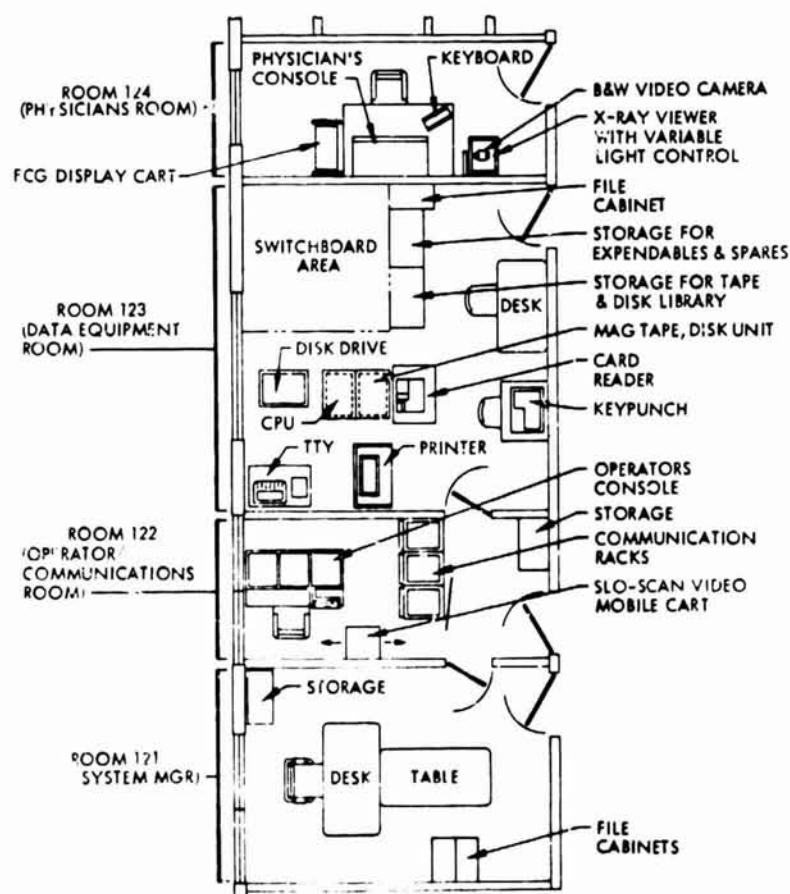 PHYSICIAN'S
CONSOLE
KEYBOARD
ROOM 124
(PHYSICIANS ROOM)
B&W VIDEO CAMERA
X-RAY VIEWER
WITH VARIABLE
LIGHT CONTROL
FCG DISPLAY CART
FILE
CABINET
SWITCHBOARD
AREA
STORAGE FOR
EXPENDABLES & SPARES
STORAGE FOR TAPE
& DISK LIBRARY
DESK
ROOM 123
(DATA EQUIPMENT
ROOM)
MAG TAPE, DISK UNIT
DISK DRIVE
CARD
READER
KEYPUNCH
CPU
TTY
PRINTER
OPERATORS
CONSOLE
STORAGE
ROOM 122
(OPERATOR/
COMMUNICATIONS
ROOM)
COMMUNICATION
RACKS
SLO-SCAN VIDEO
MOBILE CART
STORAGE
ROOM 121
SYSTEM MGR)
DESK
TABLE
FILE
CABINETS